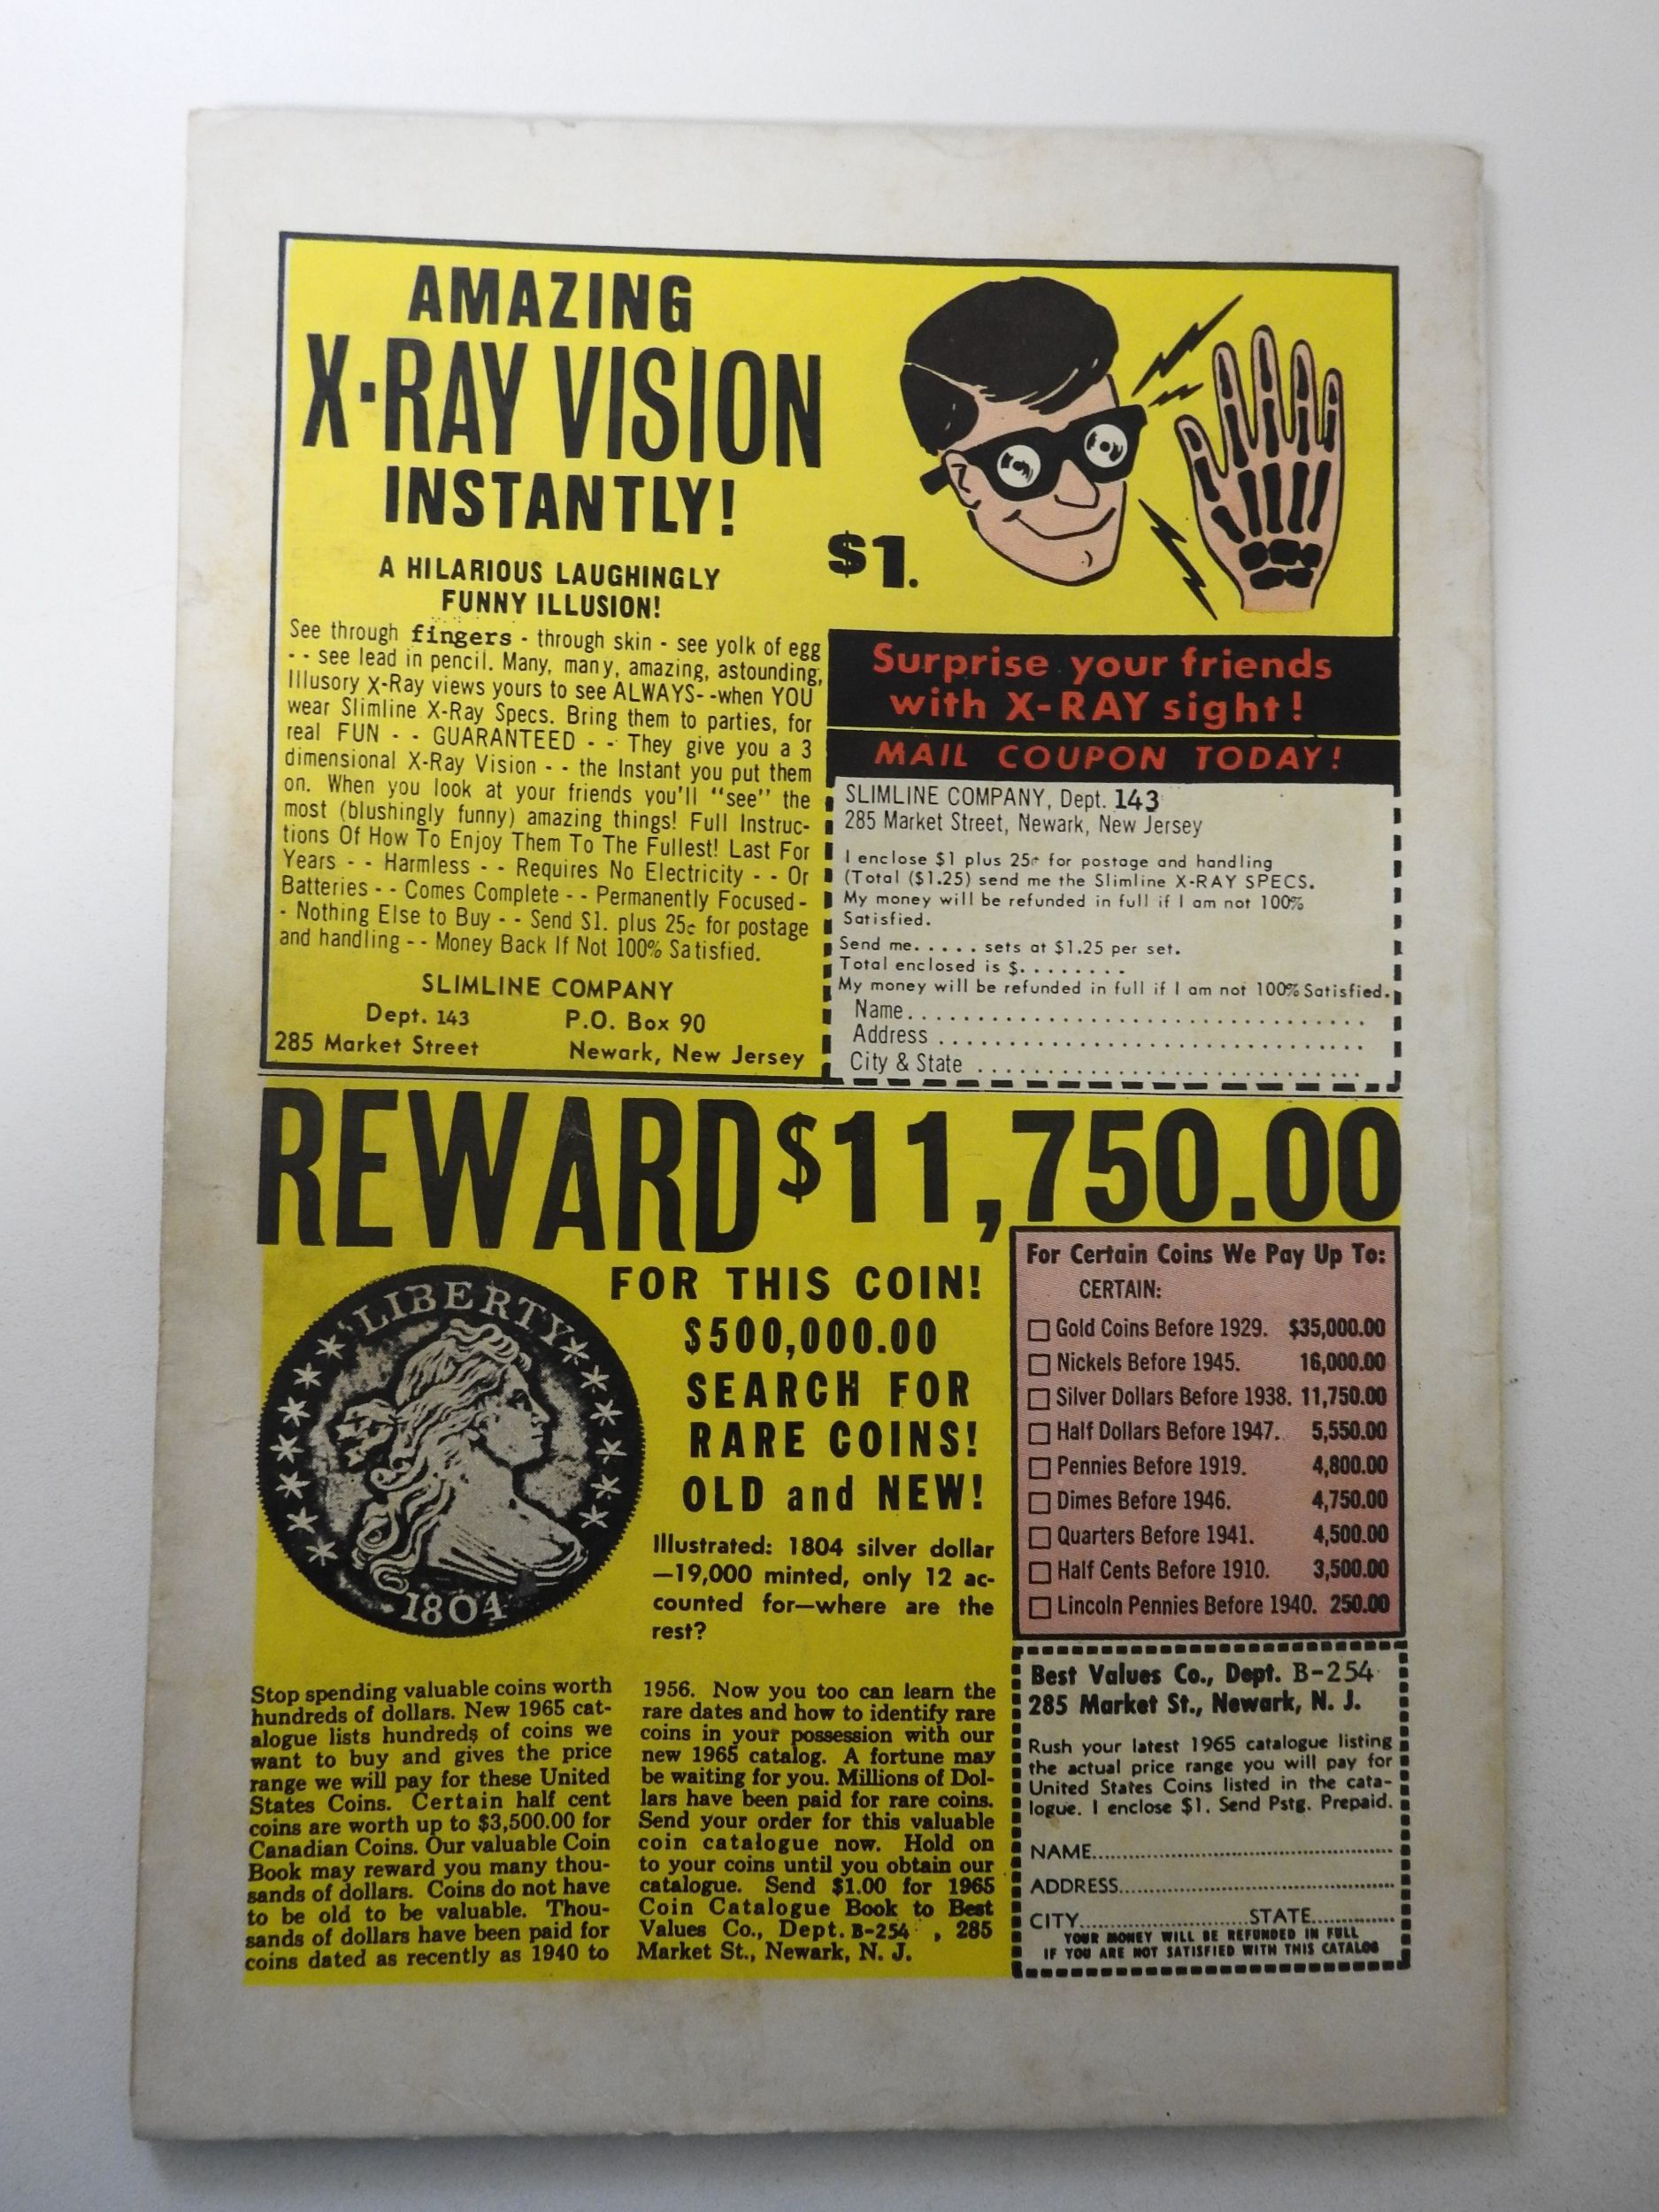 AMAZING
X-RAY VISION
INSTANTLY!
A HILARIOUS LAUGHINGLY
FUNNY ILLUSION!
See through fingers - through skin - see yolk of egg
- - see lead in pencil. Many, many, amazing, astounding,
Illusory X-Ray views yours to see ALWAYS- -when YOU
wear Slimline X-Ray Specs. Bring them to parties, for
real FUN - - GUARANTEED - - They give you a 3
dimensional X-Ray Vision - - the Instant you put them
on. When you look at your friends you'll "see" the
most (blushingly funny) amazing things! Full Instruc-
tions Of How To Enjoy Them To The Fullest! Last For
Years - - Harmless - - Requires No Electricity - - Or
Batteries - - Comes Complete - - Permanently Focused -
- Nothing Else to Buy - - Send $1. plus 25¢ for postage
and handling - - Money Back If Not 100% Satisfied.
SLIMLINE COMPANY
Dept. 143 P.O. Box 90
285 Market Street Newark, New Jersey
$1.
Surprise your friends
with X-RAY sight!
MAIL COUPON TODAY!
SLIMLINE COMPANY, Dept. 143
285 Market Street, Newark, New Jersey
I enclose $1 plus 25¢ for postage and handling
(Total ($1.25) send me the Slimline X-RAY SPECS.
My money will be refunded in full if I am not 100%
Satisfied.
Send me..... sets at $1.25 per set.
Total enclosed is $........
My money will be refunded in full if I am not 100% Satisfied.
Name..............................
Address..............................
City & State..............................
REWARD $11,750.00
FOR THIS COIN!
$500,000.00
SEARCH FOR
RARE COINS!
OLD and NEW!
LIBERTY
1804
Illustrated: 1804 silver dollar
—19,000 minted, only 12 ac-
counted for—where are the
rest?
Stop spending valuable coins worth
hundreds of dollars. New 1965 cat-
alogue lists hundreds of coins we
want to buy and gives the price
range we will pay for these United
States Coins. Certain half cent
coins are worth up to $3,500.00 for
Canadian Coins. Our valuable Coin
Book may reward you many thou-
sands of dollars. Coins do not have
to be old to be valuable. Thou-
sands of dollars have been paid for
coins dated as recently as 1940 to
1956. Now you too can learn the
rare dates and how to identify rare
coins in your possession with our
new 1965 catalog. A fortune may
be waiting for you. Millions of Dol-
lars have been paid for rare coins.
Send your order for this valuable
coin catalogue now. Hold on
to your coins until you obtain our
catalogue. Send $1.00 for 1965
Coin Catalogue Book to Best
Values Co., Dept. B-254 , 285
Market St., Newark, N. J.
For Certain Coins We Pay Up To:
CERTAIN:
Gold Coins Before 1929. $35,000.00
Nickels Before 1945. 16,000.00
Silver Dollars Before 1938. 11,750.00
Half Dollars Before 1947. 5,550.00
Pennies Before 1919. 4,800.00
Dimes Before 1946. 4,750.00
Quarters Before 1941. 4,500.00
Half Cents Before 1910. 3,500.00
Lincoln Pennies Before 1940. 250.00
Best Values Co., Dept. B-254
285 Market St., Newark, N. J.
Rush your latest 1965 catalogue listing
the actual price range you will pay for
United States Coins listed in the cata-
logue. I enclose $1. Send Pstg. Prepaid.
NAME..............................
ADDRESS..............................
CITY....................STATE..........
YOUR MONEY WILL BE REFUNDED IN FULL
IF YOU ARE NOT SATISFIED WITH THIS CATALOG